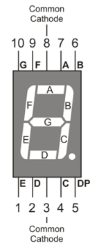 Common
Cathode
10 9 8 7 6
G F A B
A
F B
G
E C
D
E D C DP
1 2 3 4 5
Common
Cathode